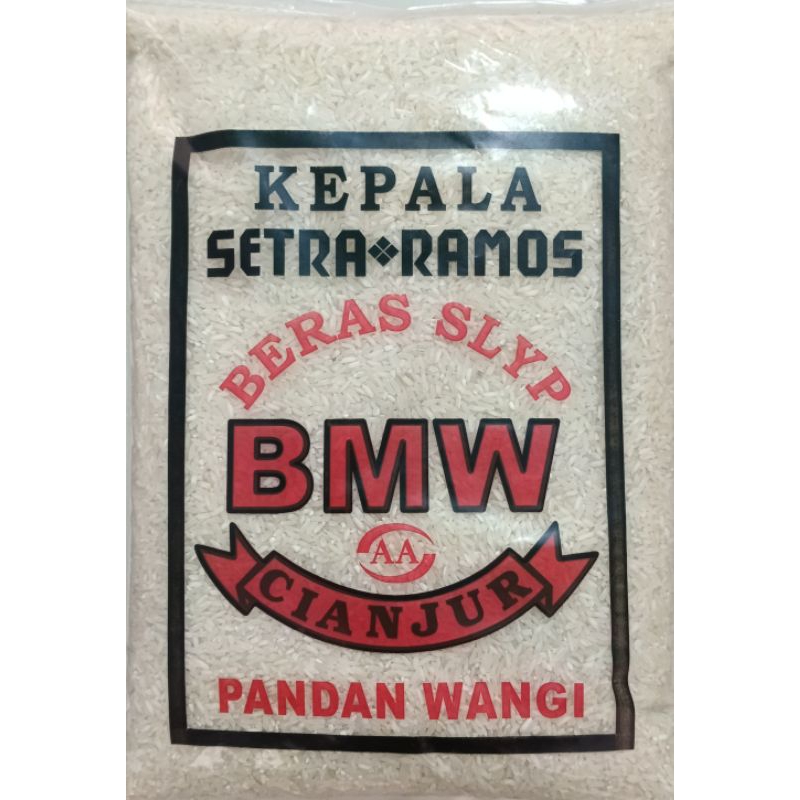 KEPALA
SETRA❖RAMOS
BERAS SLYP
BMW
AA
CIANJUR
PANDAN WANGI